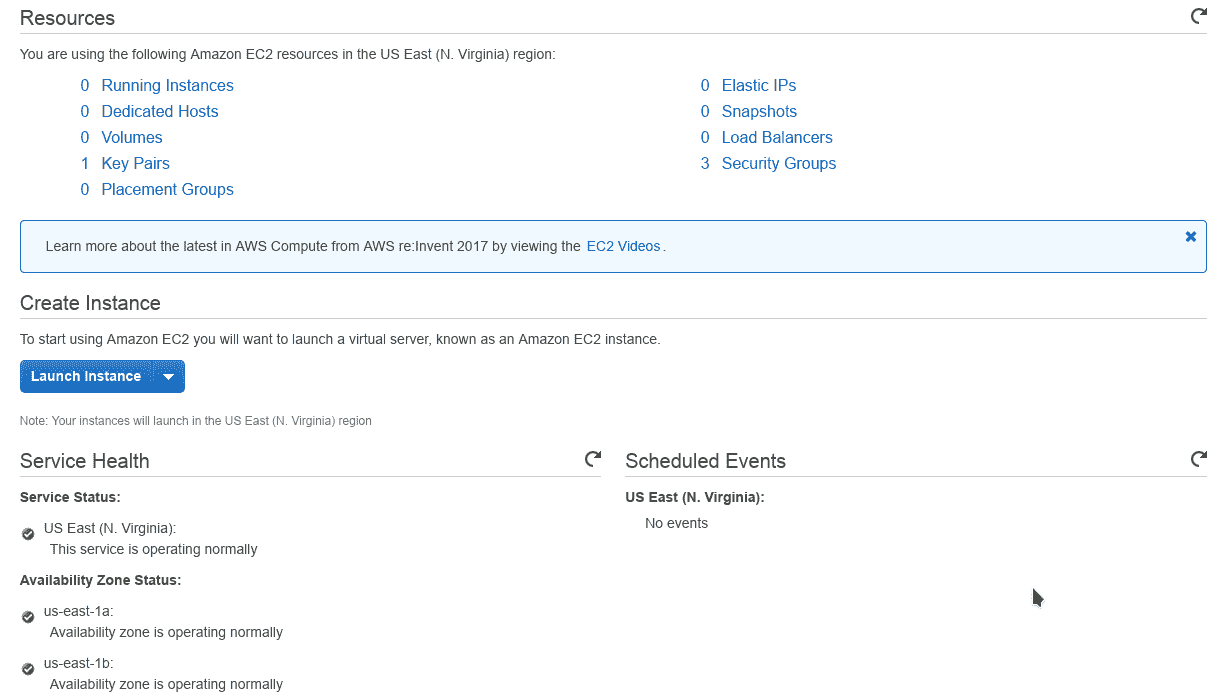 Resources
You are using the following Amazon EC2 resources in the US East (N. Virginia) region:
0 Running Instances
0 Dedicated Hosts
0 Volumes
1 Key Pairs
0 Placement Groups
0 Elastic IPs
0 Snapshots
0 Load Balancers
3 Security Groups
Learn more about the latest in AWS Compute from AWS re:Invent 2017 by viewing the EC2 Videos.
Create Instance
To start using Amazon EC2 you will want to launch a virtual server, known as an Amazon EC2 instance.
Launch Instance
Note: Your instances will launch in the US East (N. Virginia) region
Service Health
Service Status:
US East (N. Virginia):
This service is operating normally
Availability Zone Status:
us-east-1a:
Availability zone is operating normally
us-east-1b:
Availability zone is operating normally
Scheduled Events
US East (N. Virginia):
No events